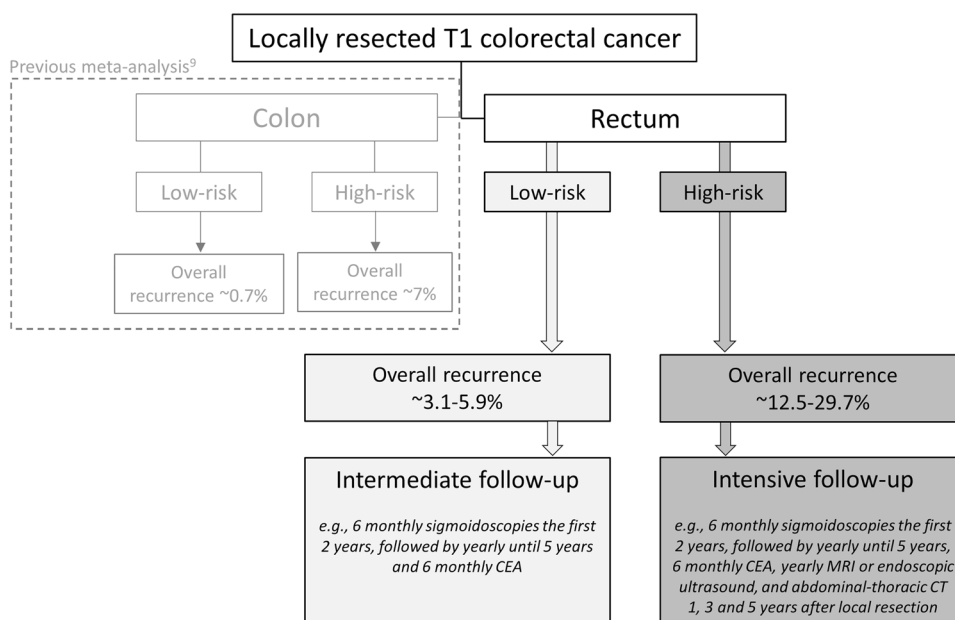 Locally resected T1 colorectal cancer
Previous meta-analysis⁹
Colon
Rectum
Low-risk
High-risk
Low-risk
High-risk
Overall
recurrence ~0.7%
Overall
recurrence ~7%
Overall recurrence
~3.1-5.9%
Overall recurrence
~12.5-29.7%
Intermediate follow-up
e.g., 6 monthly sigmoidoscopies the first
2 years, followed by yearly until 5 years
and 6 monthly CEA
Intensive follow-up
e.g., 6 monthly sigmoidoscopies the first
2 years, followed by yearly until 5 years,
6 monthly CEA, yearly MRI or endoscopic
ultrasound, and abdominal-thoracic CT
1, 3 and 5 years after local resection